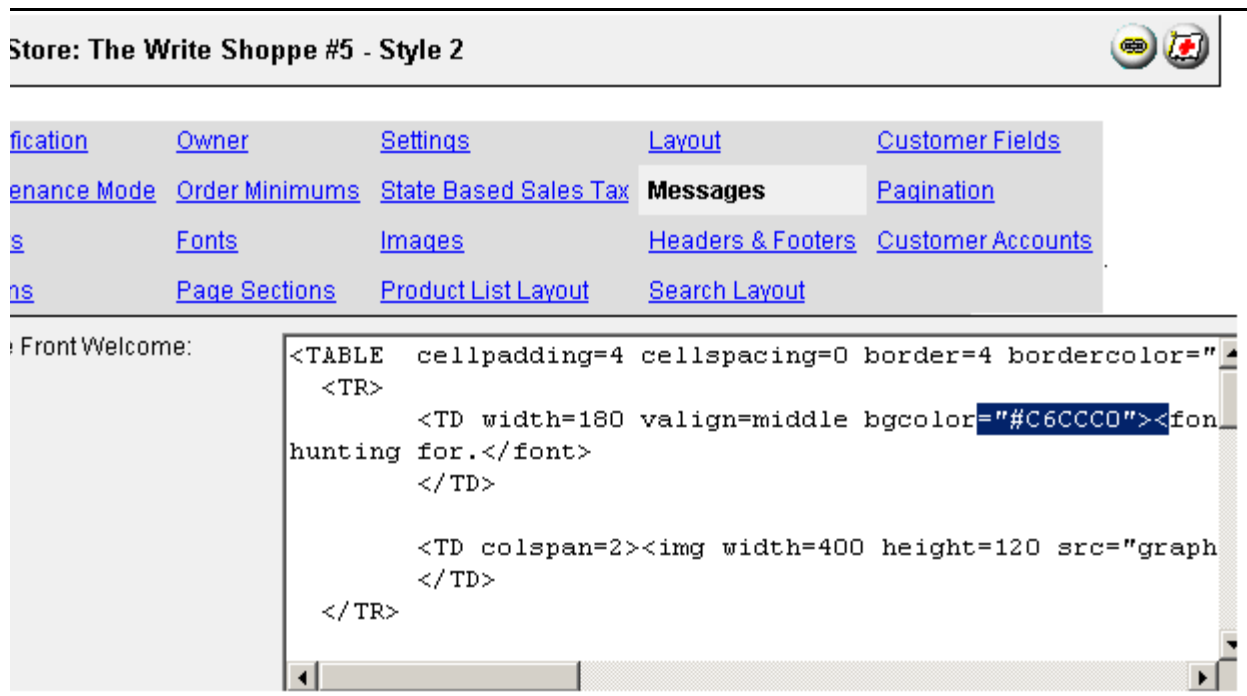 Store: The Write Shoppe #5 - Style 2
fication Owner Settings Layout Customer Fields
enance Mode Order Minimums State Based Sales Tax Messages Pagination
s Fonts Images Headers & Footers Customer Accounts
ns Page Sections Product List Layout Search Layout
e Front Welcome:
<TABLE  cellpadding=4 cellspacing=0 border=4 bordercolor="
  <TR>
        <TD width=180 valign=middle bgcolor="#C6CCC0"><fon
hunting for.</font>
        </TD>

        <TD colspan=2><img width=400 height=120 src="graph
        </TD>
  </TR>